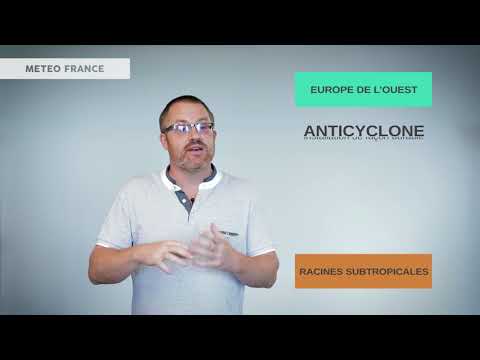 METEO FRANCE
EUROPE DE L'OUEST
ANTICYCLONE
RACINES SUBTROPICALES